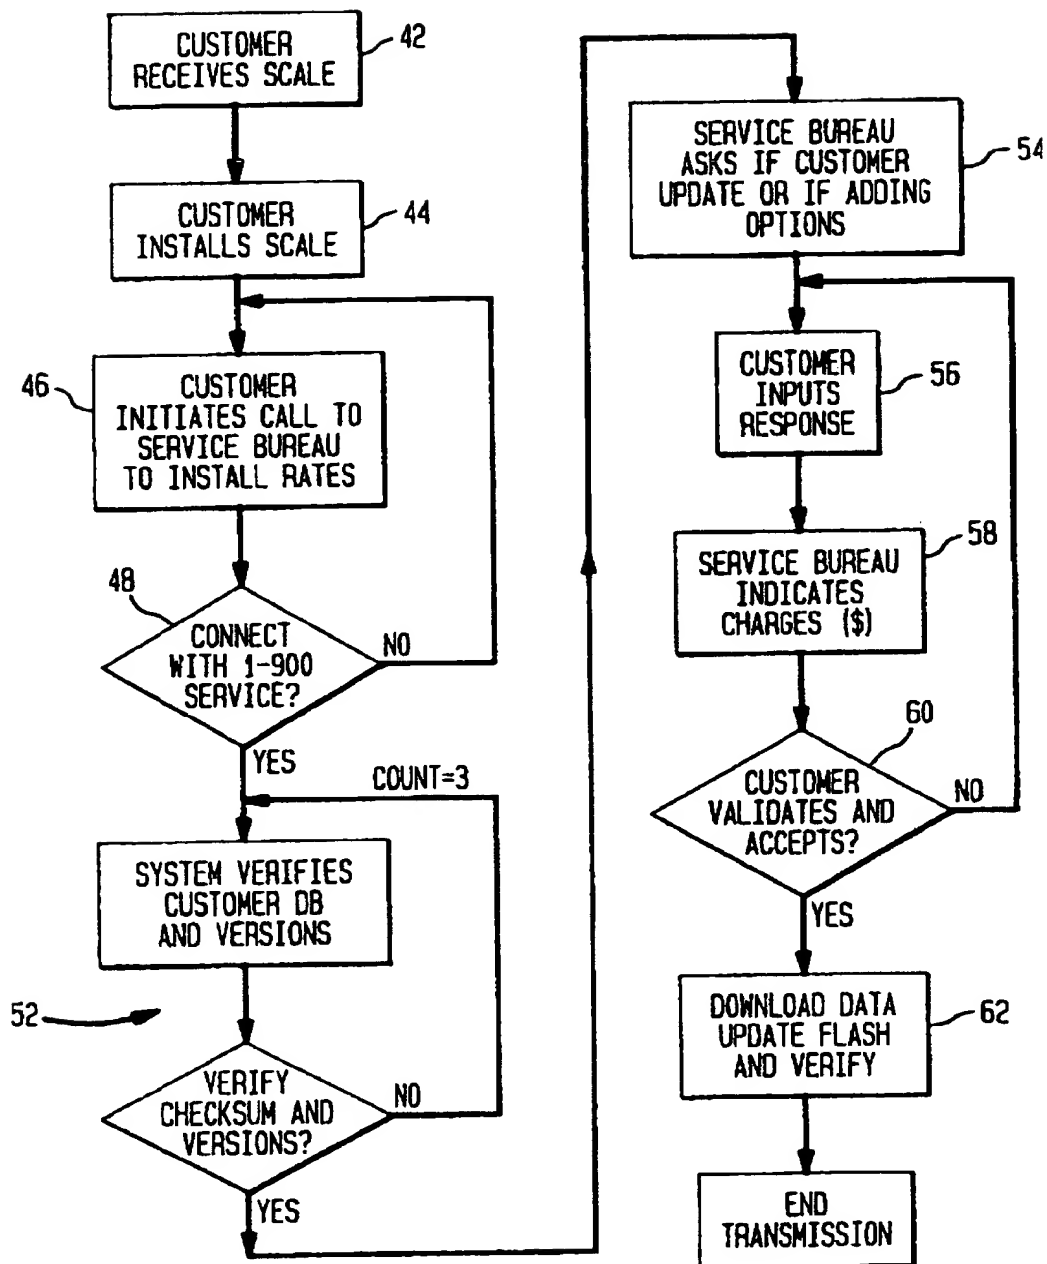 CUSTOMER
RECEIVES SCALE
42
CUSTOMER
INSTALLS SCALE
44
46
CUSTOMER
INITIATES CALL TO
SERVICE BUREAU
TO INSTALL RATES
48
CONNECT
WITH 1-900
SERVICE?
NO
YES
COUNT=3
SYSTEM VERIFIES
CUSTOMER DB
AND VERSIONS
52
VERIFY
CHECKSUM AND
VERSIONS?
NO
YES
SERVICE BUREAU
ASKS IF CUSTOMER
UPDATE OR IF ADDING
OPTIONS
54
CUSTOMER
INPUTS
RESPONSE
56
SERVICE BUREAU
INDICATES
CHARGES ($)
58
60
CUSTOMER
VALIDATES AND
ACCEPTS?
NO
YES
DOWNLOAD DATA
UPDATE FLASH
AND VERIFY
62
END
TRANSMISSION